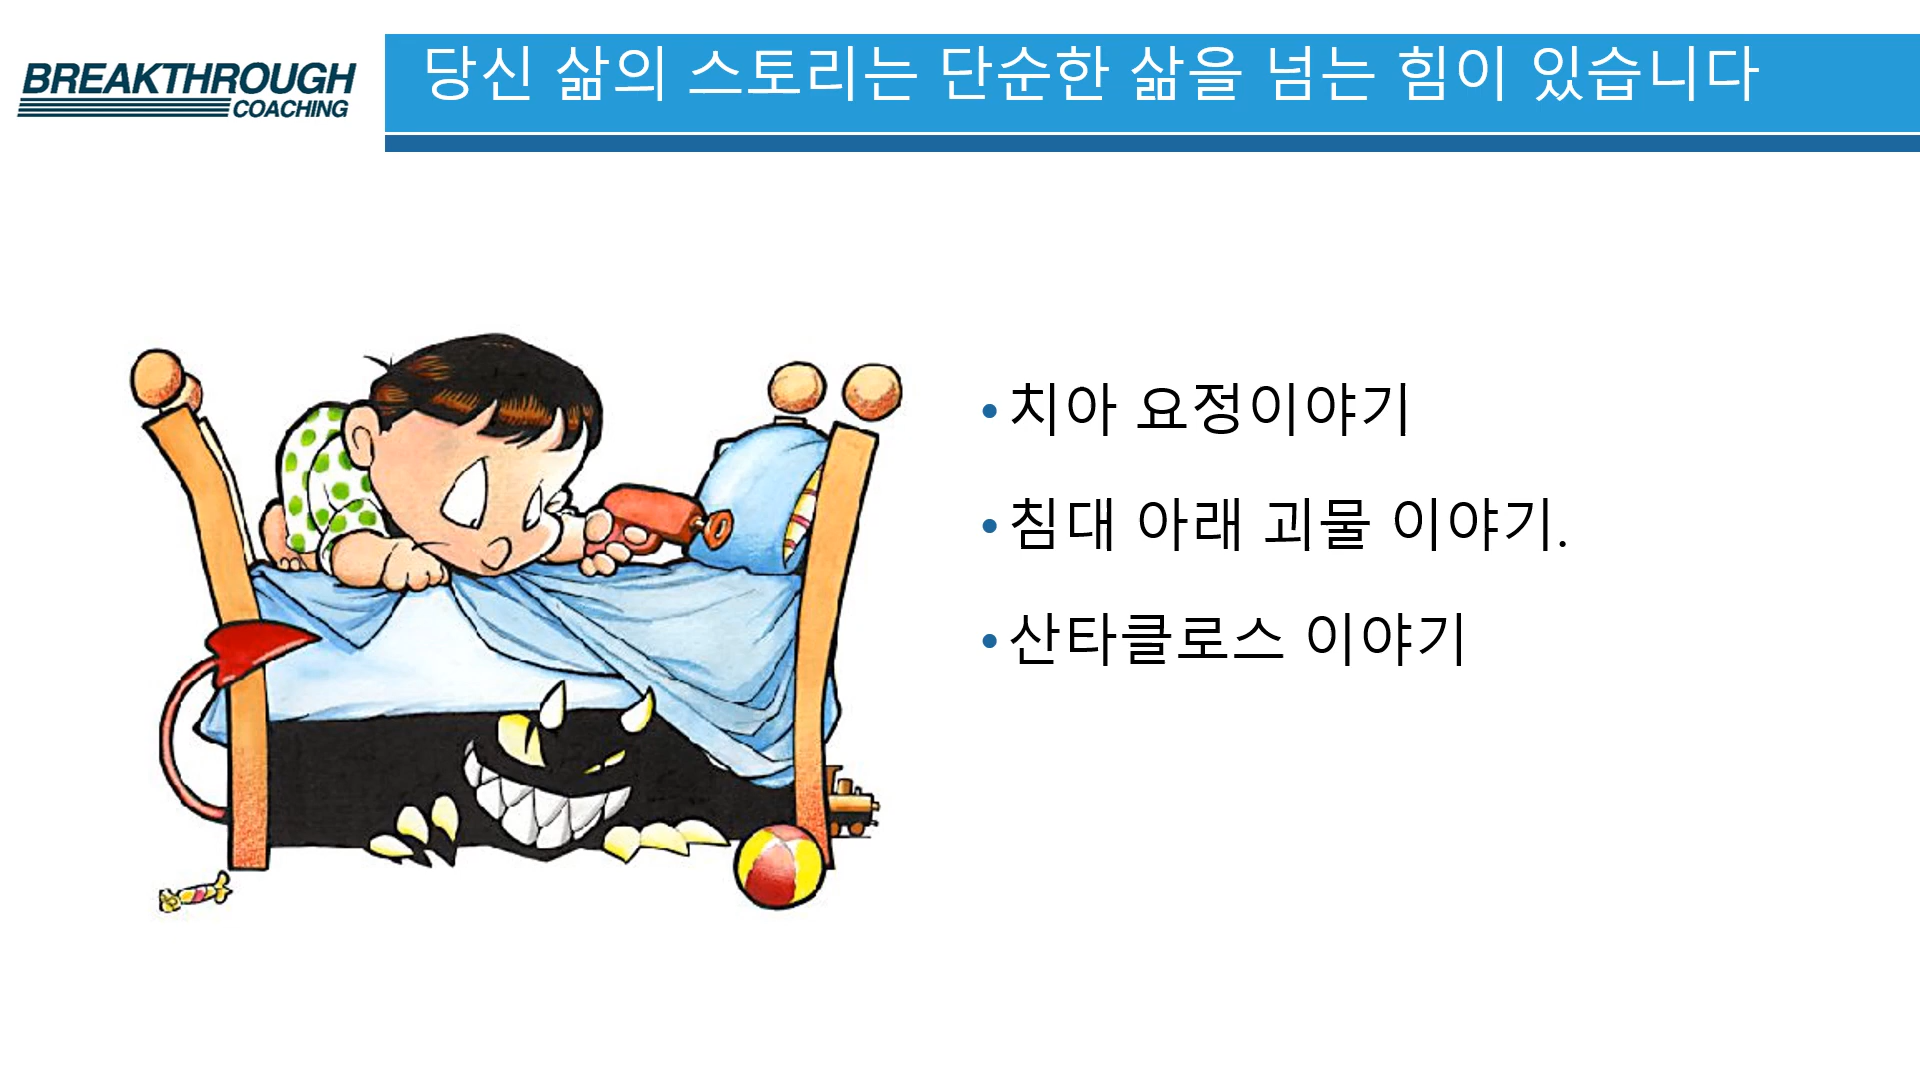 BREAKTHROUGH
COACHING
당신 삶의 스토리는 단순한 삶을 넘는 힘이 있습니다
• 치아 요정이야기
• 침대 아래 괴물 이야기.
• 산타클로스 이야기